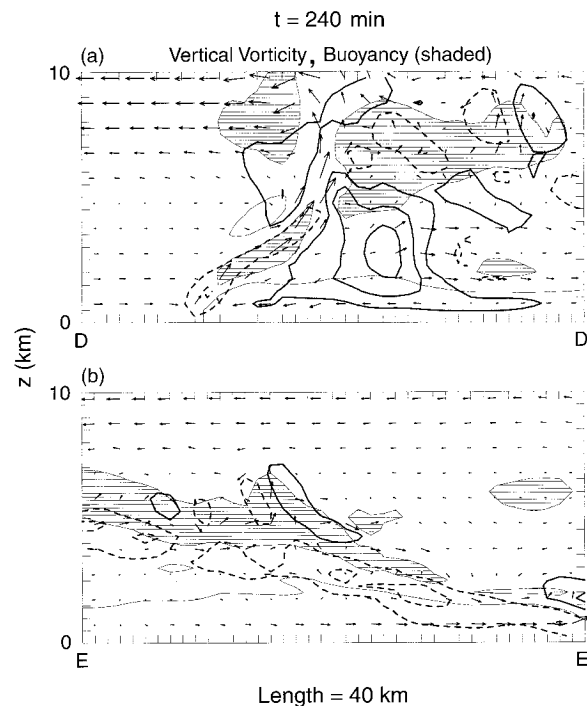 t = 240 min
(a) Vertical Vorticity, Buoyancy (shaded)
10
0
D D
z (km)
(b)
10
0
E E
Length = 40 km